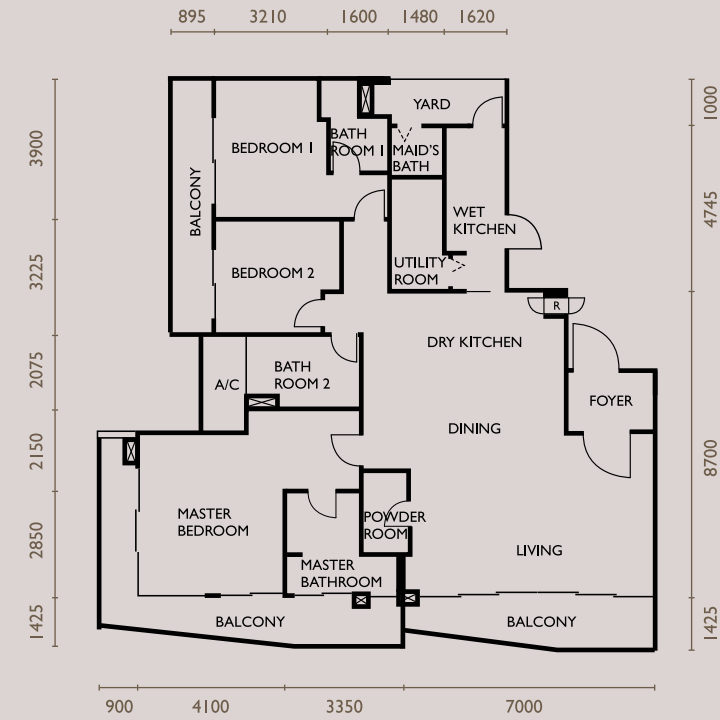 895 3210 1600 1480 1620
YARD
1000
BATH
ROOM 1
BEDROOM 1
MAID'S
BATH
3900
BALCONY
4745
WET
KITCHEN
UTILITY
ROOM
BEDROOM 2
3225
R
DRY KITCHEN
2075
A/C
BATH
ROOM 2
FOYER
DINING
2150
8700
MASTER
BEDROOM
POWDER
ROOM
2850
LIVING
MASTER
BATHROOM
1425
BALCONY
BALCONY
1425
900 4100 3350 7000